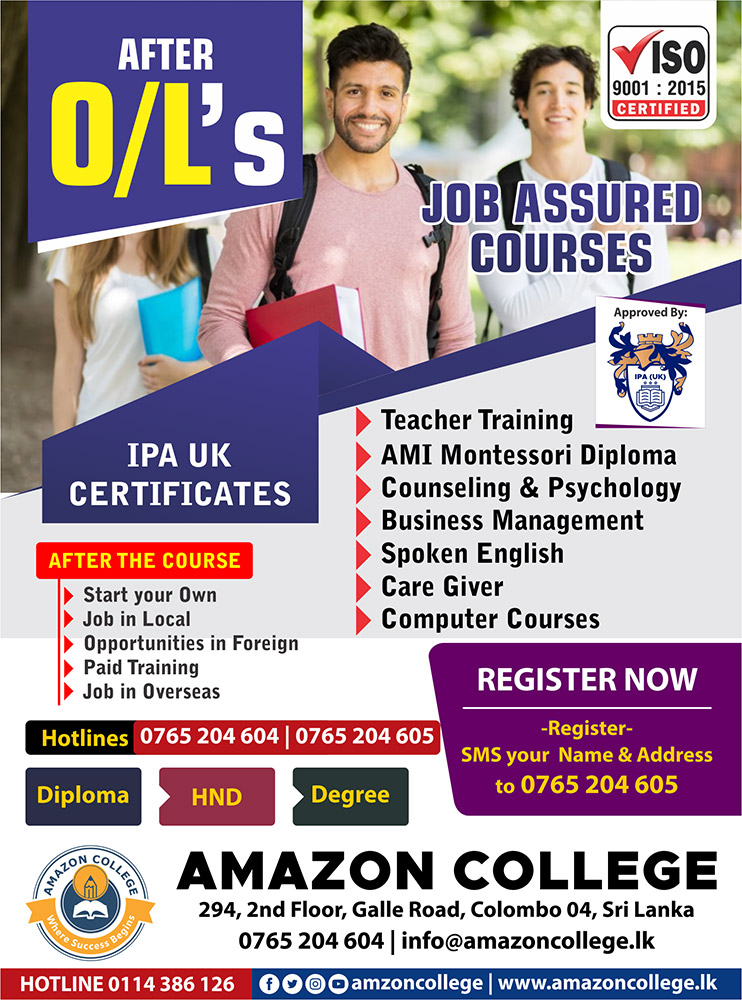 AFTER
O/L's
ISO
9001 : 2015
CERTIFIED
JOB ASSURED
COURSES
Approved By:
IPA (UK)
IPA UK
CERTIFICATES
Teacher Training
AMI Montessori Diploma
Counseling & Psychology
Business Management
Spoken English
Care Giver
Computer Courses
AFTER THE COURSE
Start your Own
Job in Local
Opportunities in Foreign
Paid Training
Job in Overseas
REGISTER NOW
-Register-
SMS your Name & Address
to 0765 204 605
Hotlines 0765 204 604 | 0765 204 605
Diploma
HND
Degree
AMAZON COLLEGE
Where Success Begins
AMAZON COLLEGE
294, 2nd Floor, Galle Road, Colombo 04, Sri Lanka
0765 204 604 | info@amazoncollege.lk
HOTLINE 0114 386 126
amzoncollege | www.amazoncollege.lk